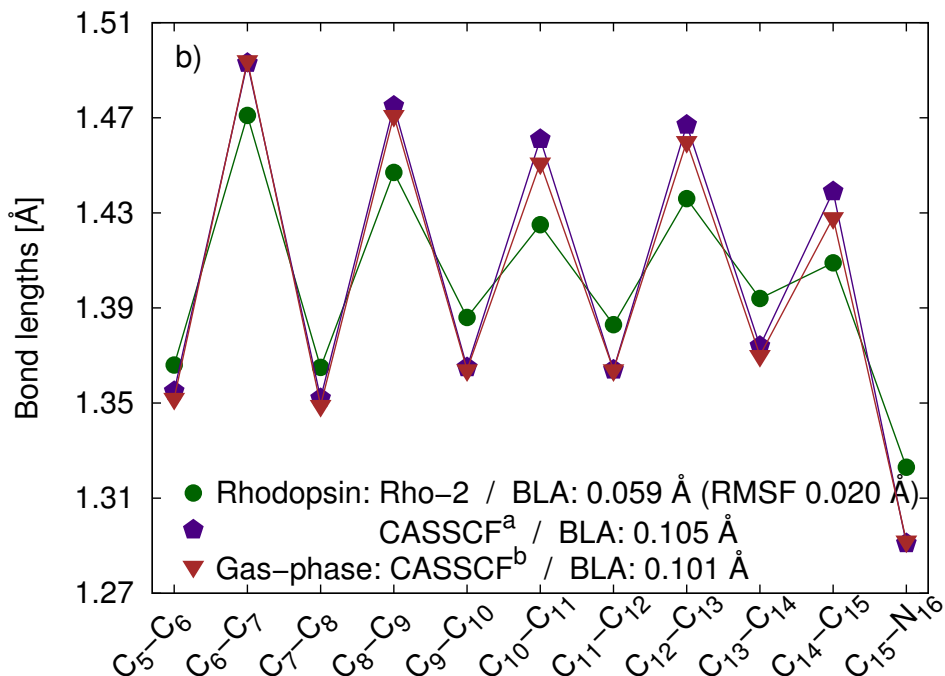 b)
1.51
1.47
1.43
1.39
1.35
1.31
1.27
Bond lengths [Å]
Rhodopsin: Rho−2 / BLA: 0.059 Å (RMSF 0.020 Å)
CASSCFᵃ / BLA: 0.105 Å
Gas−phase: CASSCFᵇ / BLA: 0.101 Å
C₅−C₆
C₆−C₇
C₇−C₈
C₈−C₉
C₉−C₁₀
C₁₀−C₁₁
C₁₁−C₁₂
C₁₂−C₁₃
C₁₃−C₁₄
C₁₄−C₁₅
C₁₅−N₁₆